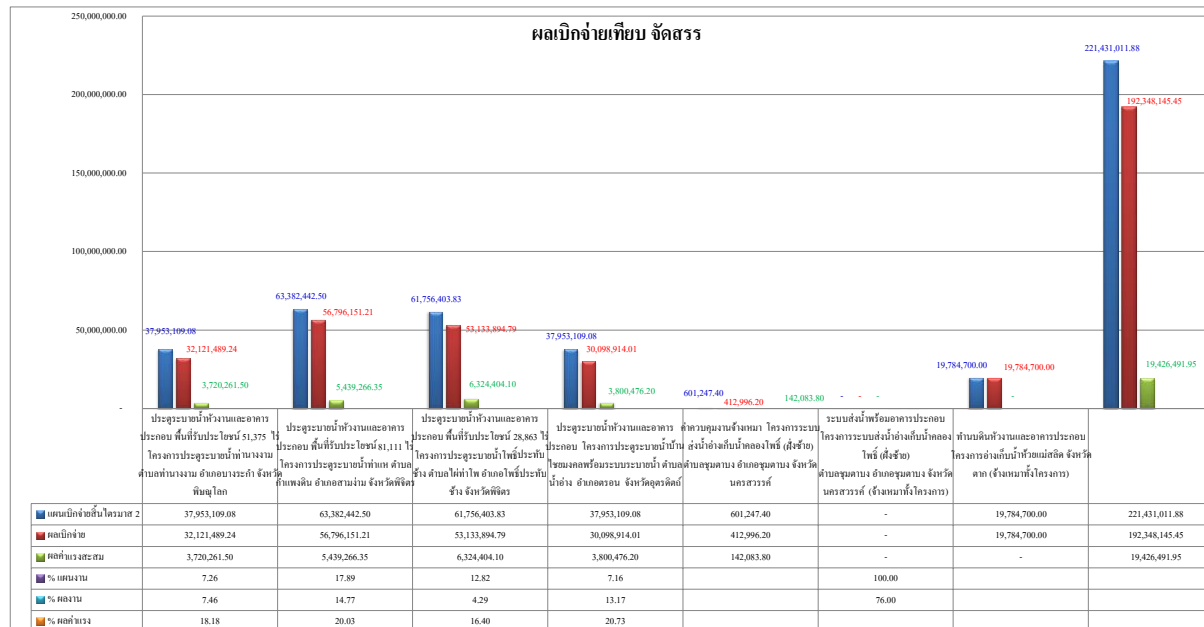 ผลเบิกจ่ายเทียบ จัดสรร
250,000,000.00
200,000,000.00
150,000,000.00
100,000,000.00
50,000,000.00
-
37,953,109.08
32,121,489.24
3,720,261.50
63,382,442.50
56,796,151.21
5,439,266.35
61,756,403.83
53,133,894.79
6,324,404.10
37,953,109.08
30,098,914.01
3,800,476.20
601,247.40
412,996.20
142,083.80
- - -
19,784,700.00
19,784,700.00
-
221,431,011.88
192,348,145.45
19,426,491.95
ประตูระบายน้ำหัวงานและอาคาร
ประกอบ พื้นที่รับประโยชน์ 51,375 ไร่
โครงการประตูระบายน้ำท่านางงาม
ตำบลท่านางงาม อำเภอบางระกำ จังหวัด
พิษณุโลก
ประตูระบายน้ำหัวงานและอาคาร
ประกอบ พื้นที่รับประโยชน์ 81,111 ไร่
โครงการประตูระบายน้ำท่าแห ตำบล
กำแพงดิน อำเภอสามง่าม จังหวัดพิจิตร
ประตูระบายน้ำหัวงานและอาคาร
ประกอบ พื้นที่รับประโยชน์ 28,863 ไร่
โครงการประตูระบายน้ำโพธิ์ประทับ
ช้าง ตำบลไผ่ท่าโพ อำเภอโพธิ์ประทับ
ช้าง จังหวัดพิจิตร
ประตูระบายน้ำหัวงานและอาคาร
ประกอบ โครงการประตูระบายน้ำบ้าน
ไชยมงคลพร้อมระบบระบายน้ำ ตำบล
น้ำอ่าง อำเภอตรอน จังหวัดอุตรดิตถ์
ค่าควบคุมงานจ้างเหมา โครงการระบบ
ส่งน้ำอ่างเก็บน้ำคลองโพธิ์ (ฝั่งซ้าย)
ตำบลชุมตาบง อำเภอชุมตาบง จังหวัด
นครสวรรค์
ระบบส่งน้ำพร้อมอาคารประกอบ
โครงการระบบส่งน้ำอ่างเก็บน้ำคลอง
โพธิ์ (ฝั่งซ้าย)
ตำบลชุมตาบง อำเภอชุมตาบง จังหวัด
นครสวรรค์ (จ้างเหมาทั้งโครงการ)
ทำนบดินหัวงานและอาคารประกอบ
โครงการอ่างเก็บน้ำห้วยแม่สลิด จังหวัด
ตาก (จ้างเหมาทั้งโครงการ)
แผนเบิกจ่ายสิ้นไตรมาส 2 37,953,109.08 63,382,442.50 61,756,403.83 37,953,109.08 601,247.40 - 19,784,700.00 221,431,011.88
ผลเบิกจ่าย 32,121,489.24 56,796,151.21 53,133,894.79 30,098,914.01 412,996.20 - 19,784,700.00 192,348,145.45
ผลค่าแรงสะสม 3,720,261.50 5,439,266.35 6,324,404.10 3,800,476.20 142,083.80 - - 19,426,491.95
% แผนงาน 7.26 17.89 12.82 7.16 100.00
% ผลงาน 7.46 14.77 4.29 13.17 76.00
% ผลค่าแรง 18.18 20.03 16.40 20.73